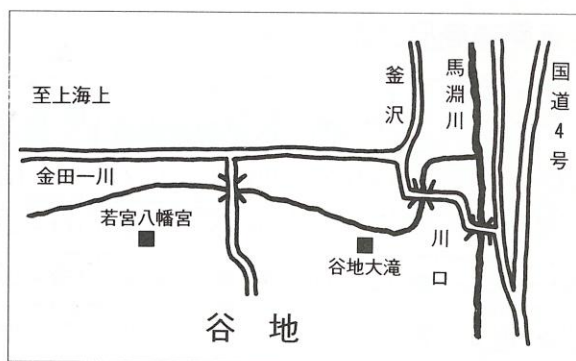 至上海上
釜沢
馬淵川
国道4号
金田一川
若宮八幡宮
谷地大滝
川口
谷地